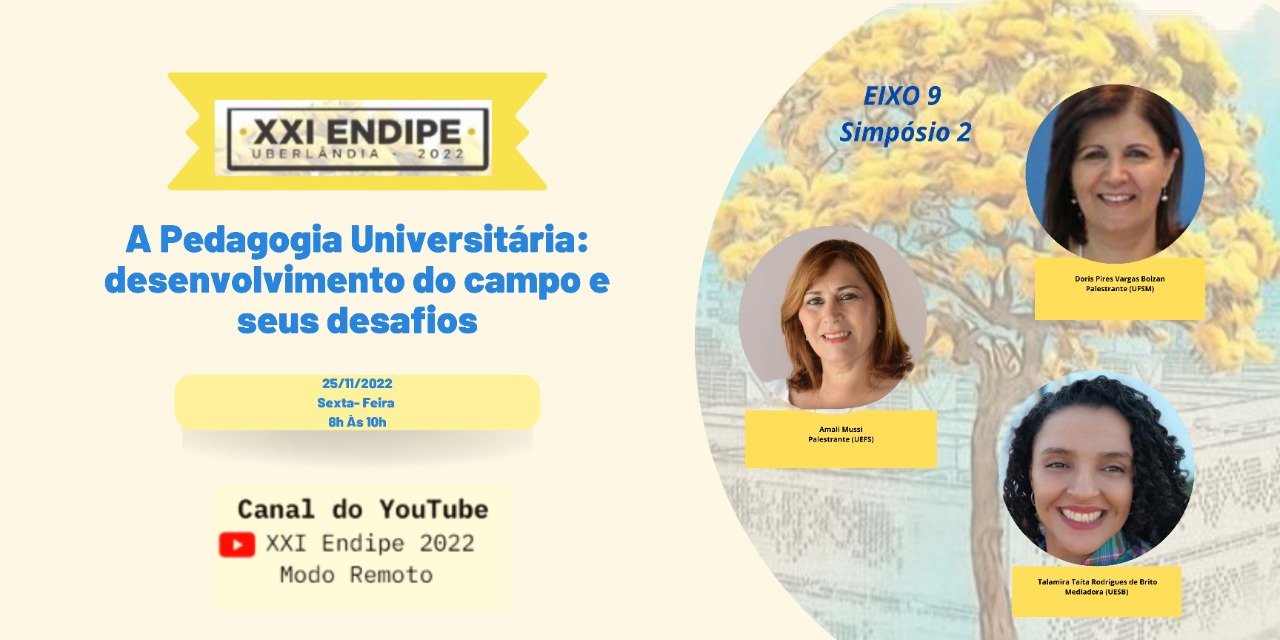 XXI ENDIPE
UBERLÂNDIA - 2022
A Pedagogia Universitária:
desenvolvimento do campo e
seus desafios
25/11/2022
Sexta- Feira
8h Às 10h
Canal do YouTube
XXI Endipe 2022
Modo Remoto
EIXO 9
Simpósio 2
Doris Pires Vargas Bolzan
Palestrante (UFSM)
Amali Mussi
Palestrante (UEFS)
Talamira Taita Rodrigues de Brito
Mediadora (UESB)